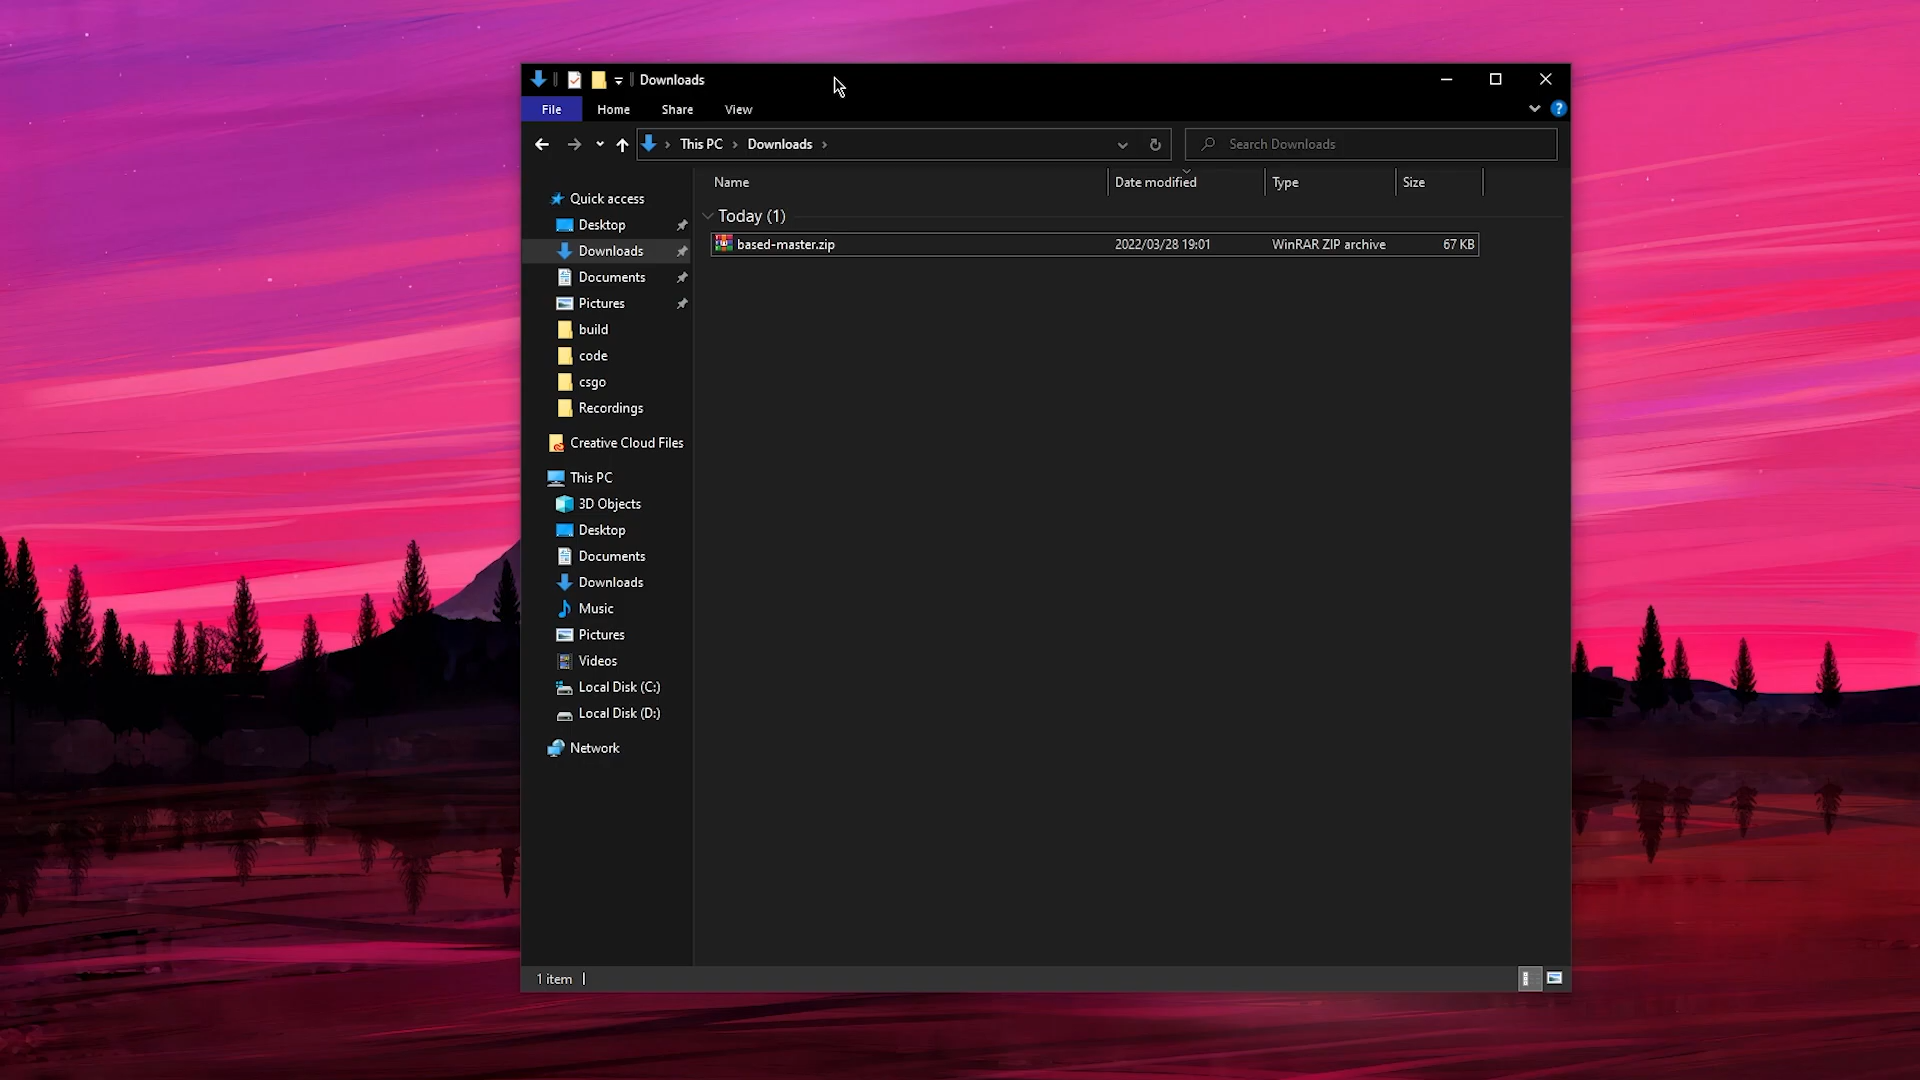 Downloads
File Home Share View
This PC Downloads Search Downloads
Name Date modified Type Size
Today (1)
based-master.zip 2022/03/28 19:01 WinRAR ZIP archive 67 KB
Quick access
Desktop
Downloads
Documents
Pictures
build
code
csgo
Recordings
Creative Cloud Files
This PC
3D Objects
Desktop
Documents
Downloads
Music
Pictures
Videos
Local Disk (C:)
Local Disk (D:)
Network
1 item